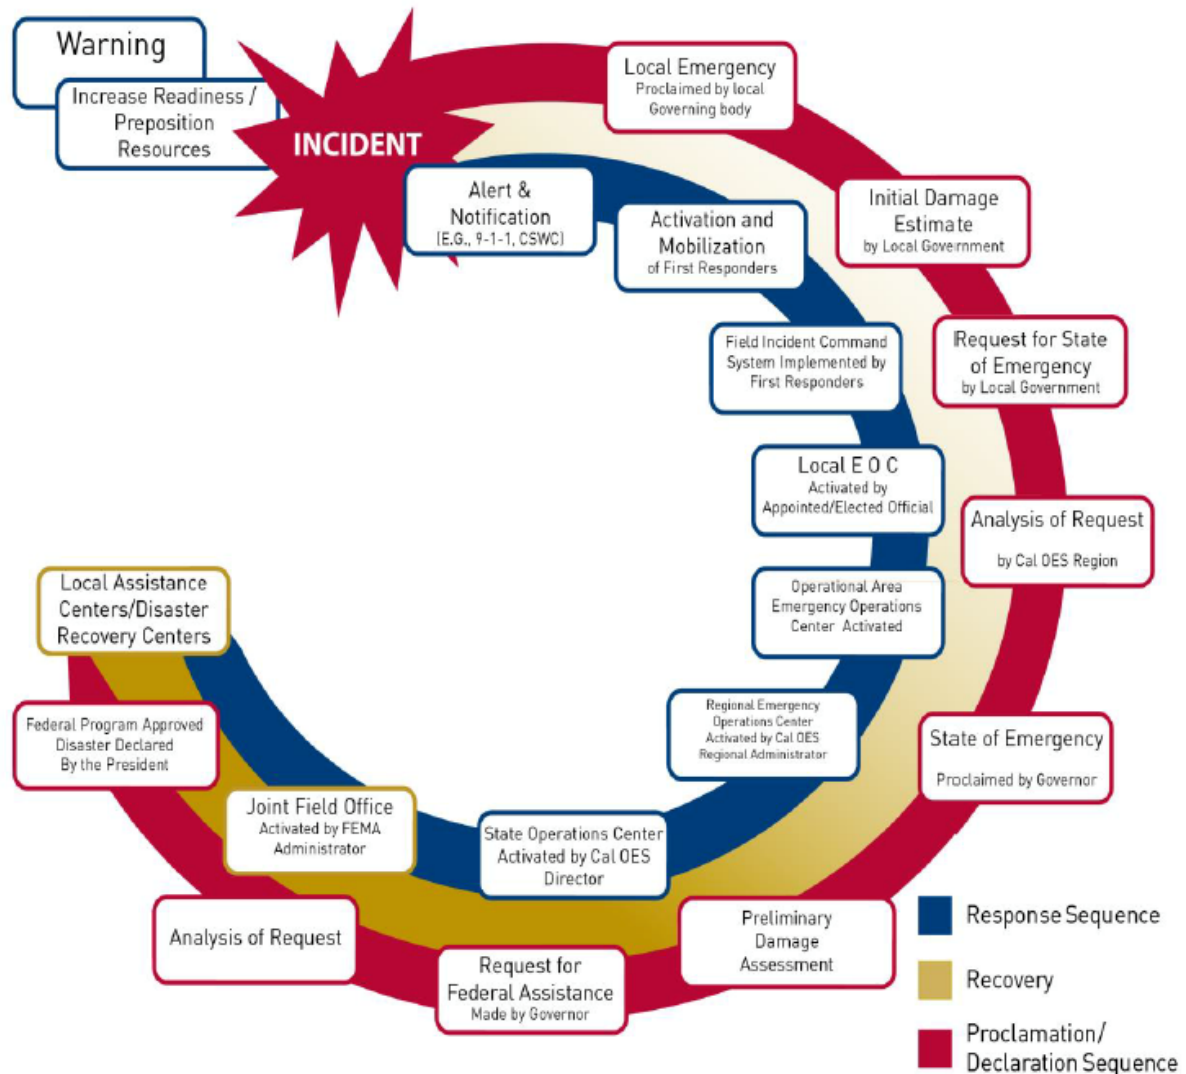 Warning
Increase Readiness /
Preposition
Resources
INCIDENT
Local Emergency
Proclaimed by local
Governing body
Alert &
Notification
(E.G., 9-1-1, CSWC)
Activation and
Mobilization
of First Responders
Initial Damage
Estimate
by Local Government
Field Incident Command
System Implemented by
First Responders
Request for State
of Emergency
by Local Government
Local E O C
Activated by
Appointed/Elected Official
Analysis of Request
by Cal OES Region
Operational Area
Emergency Operations
Center Activated
Regional Emergency
Operations Center
Activated by Cal OES
Regional Administrator
State of Emergency
Proclaimed by Governor
Local Assistance
Centers/Disaster
Recovery Centers
Federal Program Approved
Disaster Declared
By the President
Joint Field Office
Activated by FEMA
Administrator
State Operations Center
Activated by Cal OES
Director
Analysis of Request
Request for
Federal Assistance
Made by Governor
Preliminary
Damage
Assessment
Response Sequence
Recovery
Proclamation/
Declaration Sequence